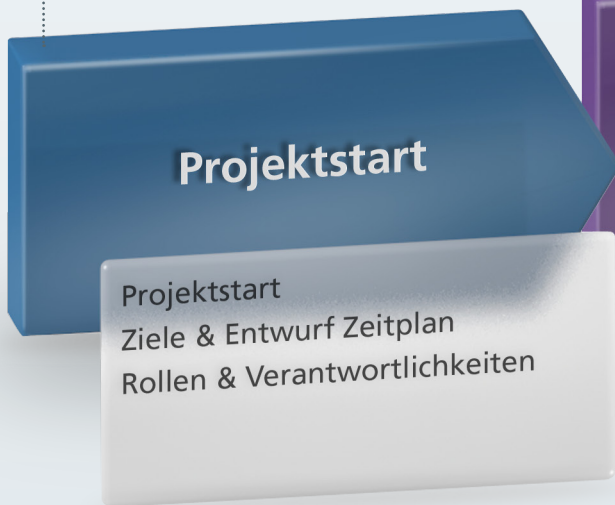 Projektstart
Projektstart
Ziele & Entwurf Zeitplan
Rollen & Verantwortlichkeiten